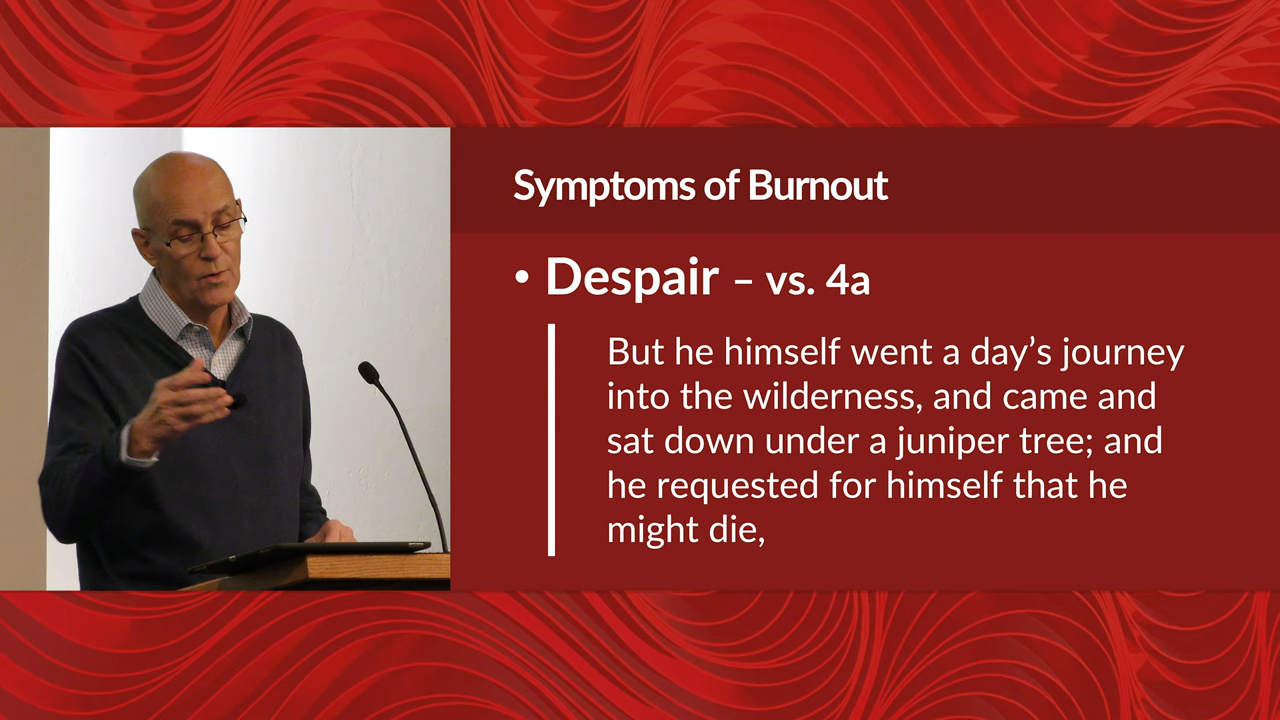 Symptoms of Burnout
• Despair – vs. 4a
But he himself went a day’s journey
into the wilderness, and came and
sat down under a juniper tree; and
he requested for himself that he
might die,